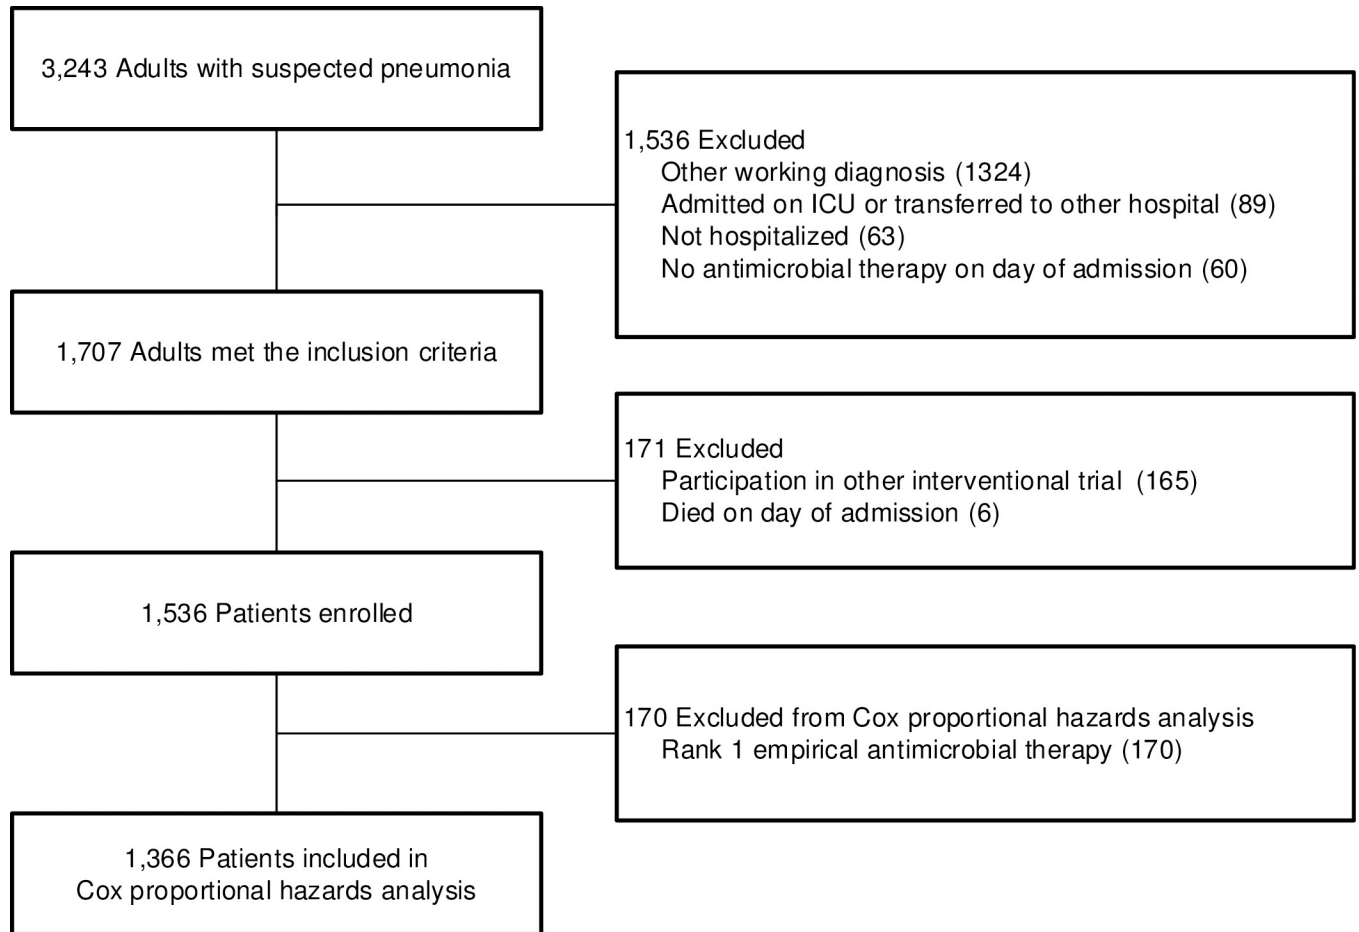 3,243 Adults with suspected pneumonia
1,536 Excluded
Other working diagnosis (1324)
Admitted on ICU or transferred to other hospital (89)
Not hospitalized (63)
No antimicrobial therapy on day of admission (60)
1,707 Adults met the inclusion criteria
171 Excluded
Participation in other interventional trial (165)
Died on day of admission (6)
1,536 Patients enrolled
170 Excluded from Cox proportional hazards analysis
Rank 1 empirical antimicrobial therapy (170)
1,366 Patients included in
Cox proportional hazards analysis